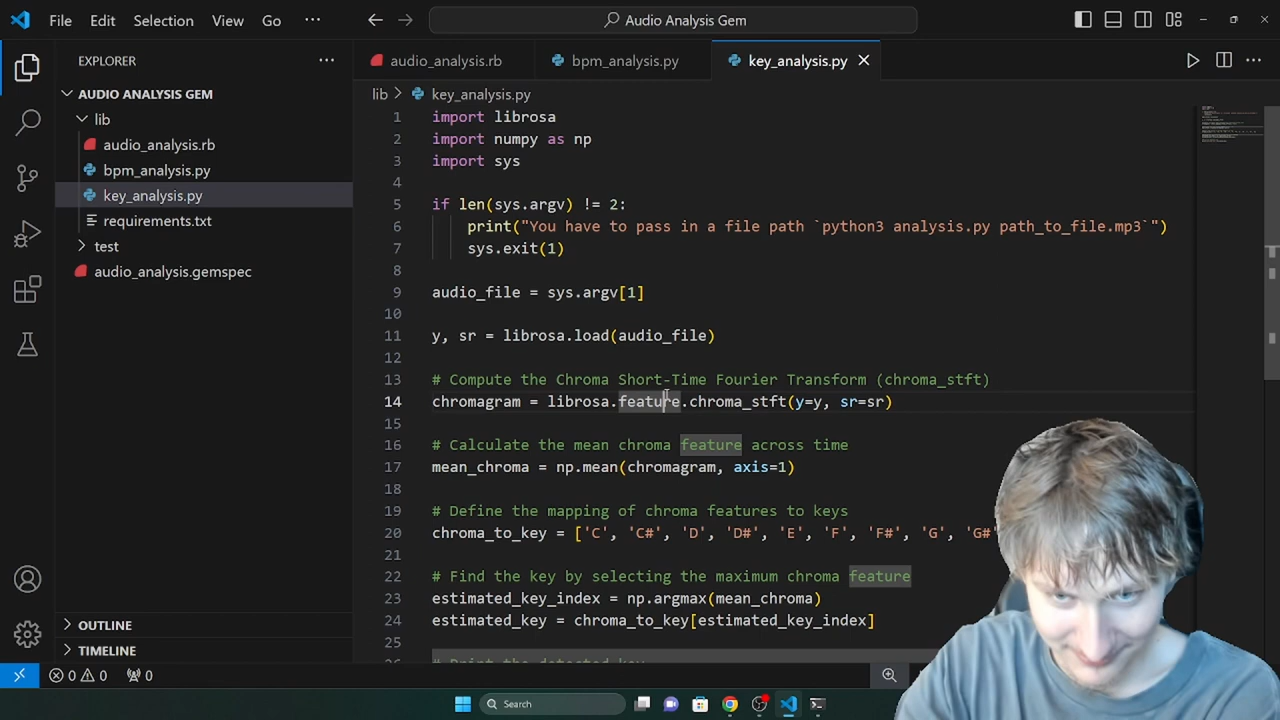 File Edit Selection View Go ··· Audio Analysis Gem
EXPLORER ···
AUDIO ANALYSIS GEM
lib
audio_analysis.rb
bpm_analysis.py
key_analysis.py
requirements.txt
test
audio_analysis.gemspec
OUTLINE
TIMELINE
audio_analysis.rb bpm_analysis.py key_analysis.py
lib > key_analysis.py
1 import librosa
2 import numpy as np
3 import sys
4
5 if len(sys.argv) != 2:
6 print("You have to pass in a file path `python3 analysis.py path_to_file.mp3`")
7 sys.exit(1)
8
9 audio_file = sys.argv[1]
10
11 y, sr = librosa.load(audio_file)
12
13 # Compute the Chroma Short-Time Fourier Transform (chroma_stft)
14 chromagram = librosa.feature.chroma_stft(y=y, sr=sr)
15
16 # Calculate the mean chroma feature across time
17 mean_chroma = np.mean(chromagram, axis=1)
18
19 # Define the mapping of chroma features to keys
20 chroma_to_key = ['C', 'C#', 'D', 'D#', 'E', 'F', 'F#', 'G', 'G#'
21
22 # Find the key by selecting the maximum chroma feature
23 estimated_key_index = np.argmax(mean_chroma)
24 estimated_key = chroma_to_key[estimated_key_index]
25
26 # Print the detected key
0 0 0
Search